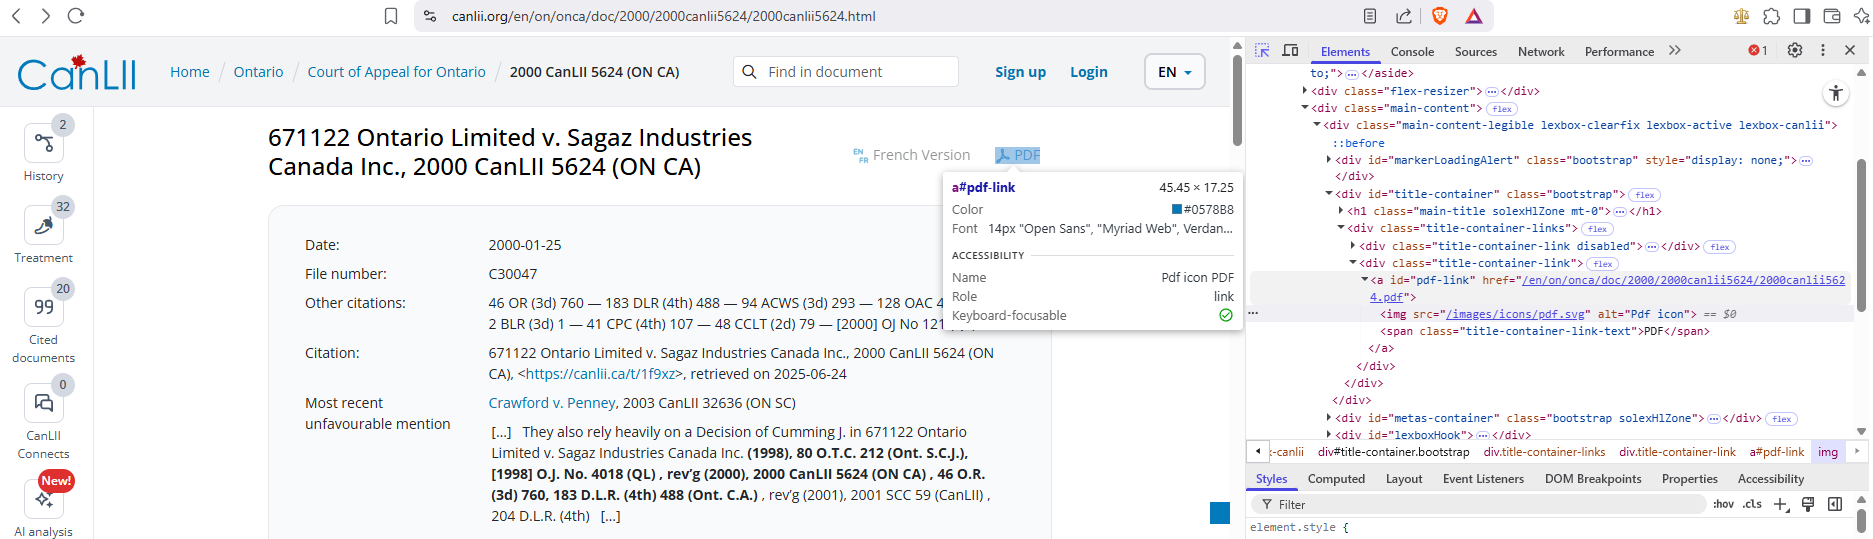 canlii.org/en/on/onca/doc/2000/2000canlii5624/2000canlii5624.html
CanLII
Home / Ontario / Court of Appeal for Ontario / 2000 CanLII 5624 (ON CA)
Find in document
Sign up
Login
EN
2
History
32
Treatment
20
Cited
documents
0
CanLII
Connects
New!
AI analysis
671122 Ontario Limited v. Sagaz Industries
Canada Inc., 2000 CanLII 5624 (ON CA)
EN
FR
French Version
PDF
Date:
2000-01-25
File number:
C30047
Other citations:
46 OR (3d) 760 — 183 DLR (4th) 488 — 94 ACWS (3d) 293 — 128 OAC
2 BLR (3d) 1 — 41 CPC (4th) 107 — 48 CCLT (2d) 79 — [2000] OJ No
Citation:
671122 Ontario Limited v. Sagaz Industries Canada Inc., 2000 CanLII 5624 (ON
CA), <https://canlii.ca/t/1f9xz>, retrieved on 2025-06-24
Most recent
unfavourable mention
Crawford v. Penney, 2003 CanLII 32636 (ON SC)
[...] They also rely heavily on a Decision of Cumming J. in 671122 Ontario
Limited v. Sagaz Industries Canada Inc. (1998), 80 O.T.C. 212 (Ont. S.C.J.),
[1998] O.J. No. 4018 (QL) , rev'g (2000), 2000 CanLII 5624 (ON CA) , 46 O.R.
(3d) 760, 183 D.L.R. (4th) 488 (Ont. C.A.) , rev'g (2001), 2001 SCC 59 (CanLII) ,
204 D.L.R. (4th) [...]
a#pdf-link
45.45 × 17.25
Color
#0578B8
Font
14px "Open Sans", "Myriad Web", Verdan...
ACCESSIBILITY
Name
Pdf icon PDF
Role
link
Keyboard-focusable
Elements
Console
Sources
Network
Performance
1
to;">…</aside>
<div class="flex-resizer">…</div>
<div class="main-content"> flex
<div class="main-content-legible lexbox-clearfix lexbox-active lexbox-canlii">
::before
<div id="markerLoadingAlert" class="bootstrap" style="display: none;">…
</div>
<div id="title-container" class="bootstrap"> flex
<h1 class="main-title solexHlZone mt-0">…</h1>
<div class="title-container-links"> flex
<div class="title-container-link disabled">…</div> flex
<div class="title-container-link"> flex
<a id="pdf-link" href="/en/on/onca/doc/2000/2000canlii5624/2000canlii562
4.pdf">
<img src="/images/icons/pdf.svg" alt="Pdf icon"> == $0
<span class="title-container-link-text">PDF</span>
</a>
</div>
</div>
</div>
<div id="metas-container" class="bootstrap solexHlZone">…</div> flex
<div id="lexboxHook">…</div>
x-canlii
div#title-container.bootstrap
div.title-container-links
div.title-container-link
a#pdf-link
img
Styles
Computed
Layout
Event Listeners
DOM Breakpoints
Properties
Accessibility
Filter
:hov
.cls
element.style {